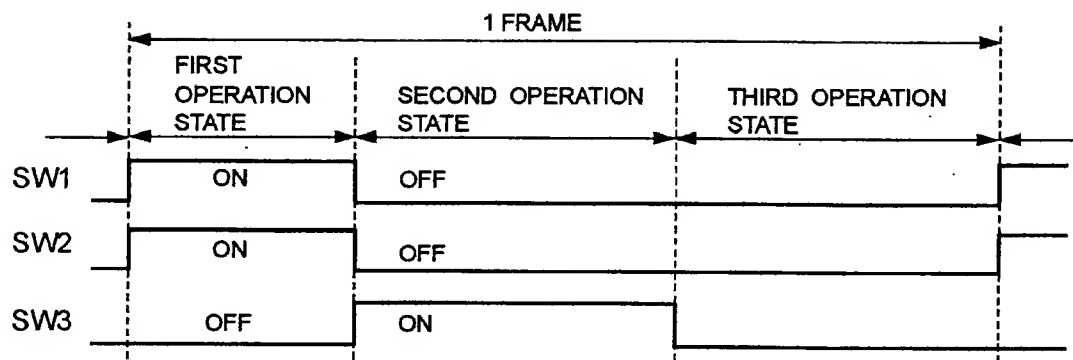 1 FRAME
FIRST
OPERATION
STATE
SECOND OPERATION
STATE
THIRD OPERATION
STATE
SW1 ON OFF
SW2 ON OFF
SW3 OFF ON